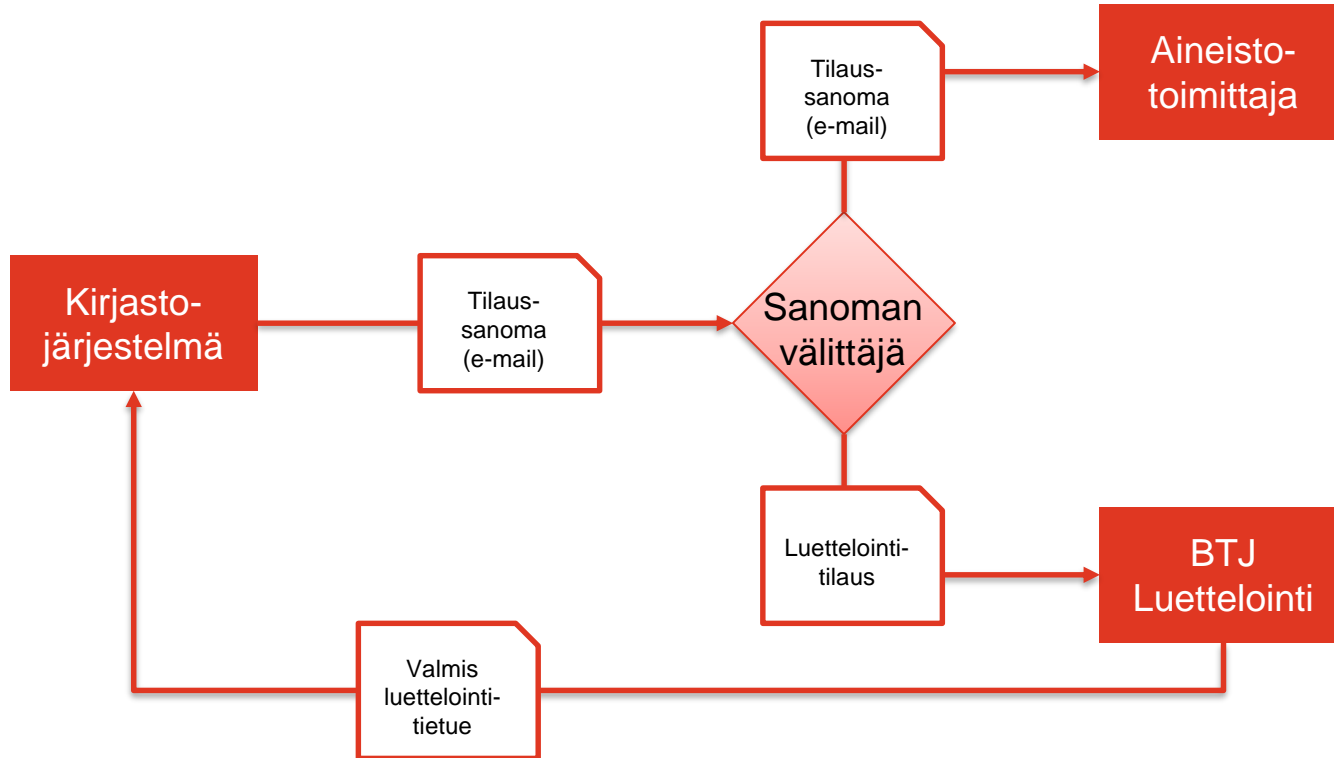 Tilaus-
sanoma
(e-mail)
Aineisto-
toimittaja
Kirjasto-
järjestelmä
Tilaus-
sanoma
(e-mail)
Sanoman
välittäjä
Luettelointi-
tilaus
BTJ
Luettelointi
Valmis
luettelointi-
tietue